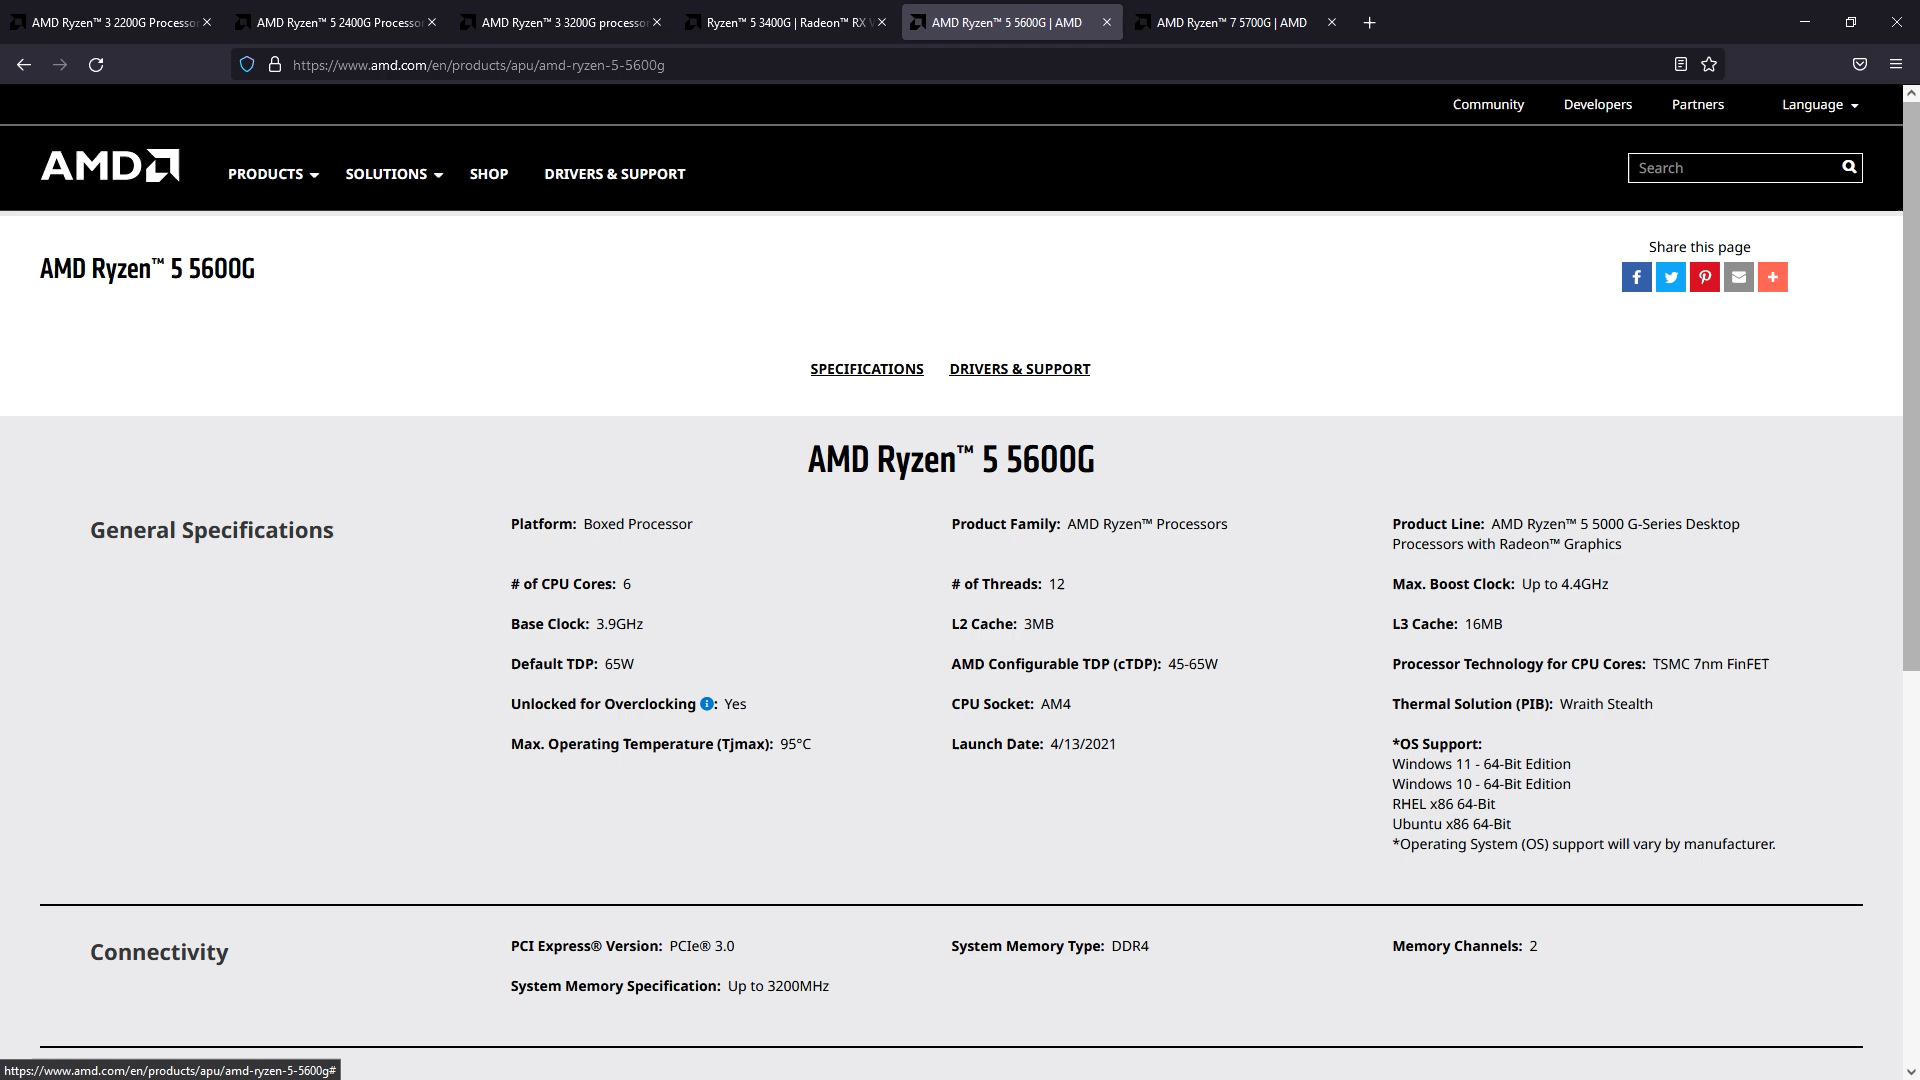 AMD Ryzen™ 3 2200G Processor
AMD Ryzen™ 5 2400G Processor
AMD Ryzen™ 3 3200G processor
Ryzen™ 5 3400G | Radeon™ RX V
AMD Ryzen™ 5 5600G | AMD
AMD Ryzen™ 7 5700G | AMD
https://www.amd.com/en/products/apu/amd-ryzen-5-5600g
Community Developers Partners Language
AMD
PRODUCTS SOLUTIONS SHOP DRIVERS & SUPPORT
Search
Share this page
AMD Ryzen™ 5 5600G
SPECIFICATIONS DRIVERS & SUPPORT
AMD Ryzen™ 5 5600G
General Specifications
Platform: Boxed Processor
Product Family: AMD Ryzen™ Processors
Product Line: AMD Ryzen™ 5 5000 G-Series Desktop
Processors with Radeon™ Graphics
# of CPU Cores: 6
# of Threads: 12
Max. Boost Clock: Up to 4.4GHz
Base Clock: 3.9GHz
L2 Cache: 3MB
L3 Cache: 16MB
Default TDP: 65W
AMD Configurable TDP (cTDP): 45-65W
Processor Technology for CPU Cores: TSMC 7nm FinFET
Unlocked for Overclocking : Yes
CPU Socket: AM4
Thermal Solution (PIB): Wraith Stealth
Max. Operating Temperature (Tjmax): 95°C
Launch Date: 4/13/2021
*OS Support:
Windows 11 - 64-Bit Edition
Windows 10 - 64-Bit Edition
RHEL x86 64-Bit
Ubuntu x86 64-Bit
*Operating System (OS) support will vary by manufacturer.
Connectivity
PCI Express® Version: PCIe® 3.0
System Memory Type: DDR4
Memory Channels: 2
System Memory Specification: Up to 3200MHz
https://www.amd.com/en/products/apu/amd-ryzen-5-5600g#